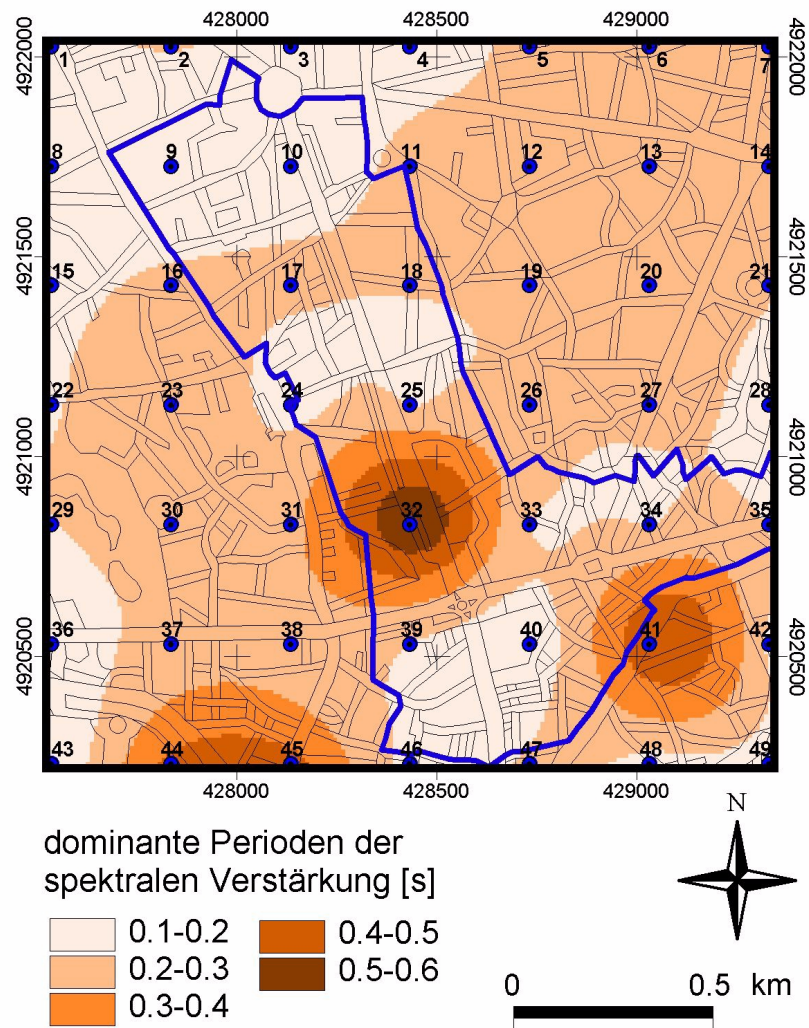 428000 428500 429000
4922000 4922000
1 2 3 4 5 6 7
8 9 10 11 12 13 14
4921500 4921500
15 16 17 18 19 20 21
22 23 24 25 26 27 28
4921000 4921000
29 30 31 32 33 34 35
36 37 38 39 40 41 42
4920500 4920500
43 44 45 46 47 48 49
428000 428500 429000
dominante Perioden der
spektralen Verstärkung [s]
N
0.1-0.2 0.4-0.5
0.2-0.3 0.5-0.6
0.3-0.4
0 0.5 km